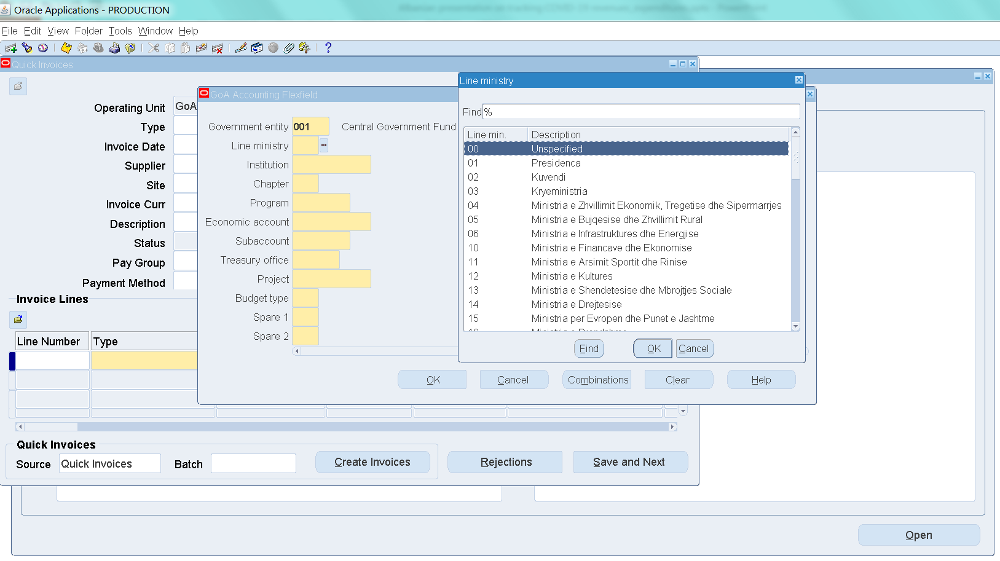 Oracle Applications - PRODUCTION
File Edit View Folder Tools Window Help
Quick Invoices
Operating Unit GoA
Type
Invoice Date
Supplier
Site
Invoice Curr
Description
Status
Pay Group
Payment Method
Invoice Lines
Line Number Type
Quick Invoices
Source Quick Invoices Batch Create Invoices Rejections Save and Next
GoA Accounting Flexfield
Government entity 001 Central Government Fund
Line ministry ...
Institution
Chapter
Program
Economic account
Subaccount
Treasury office
Project
Budget type
Spare 1
Spare 2
OK Cancel Combinations Clear Help
Line ministry
Find %
Line min. Description
00 Unspecified
01 Presidenca
02 Kuvendi
03 Kryeministria
04 Ministria e Zhvillimit Ekonomik, Tregetise dhe Sipermarrjes
05 Ministria e Bujqesise dhe Zhvillimit Rural
06 Ministria e Infrastruktures dhe Energjise
10 Ministria e Financave dhe Ekonomise
11 Ministria e Arsimit Sportit dhe Rinise
12 Ministria e Kultures
13 Ministria e Shendetesise dhe Mbrojtjes Sociale
14 Ministria e Drejtesise
15 Ministria per Evropen dhe Punet e Jashtme
Find OK Cancel
Open